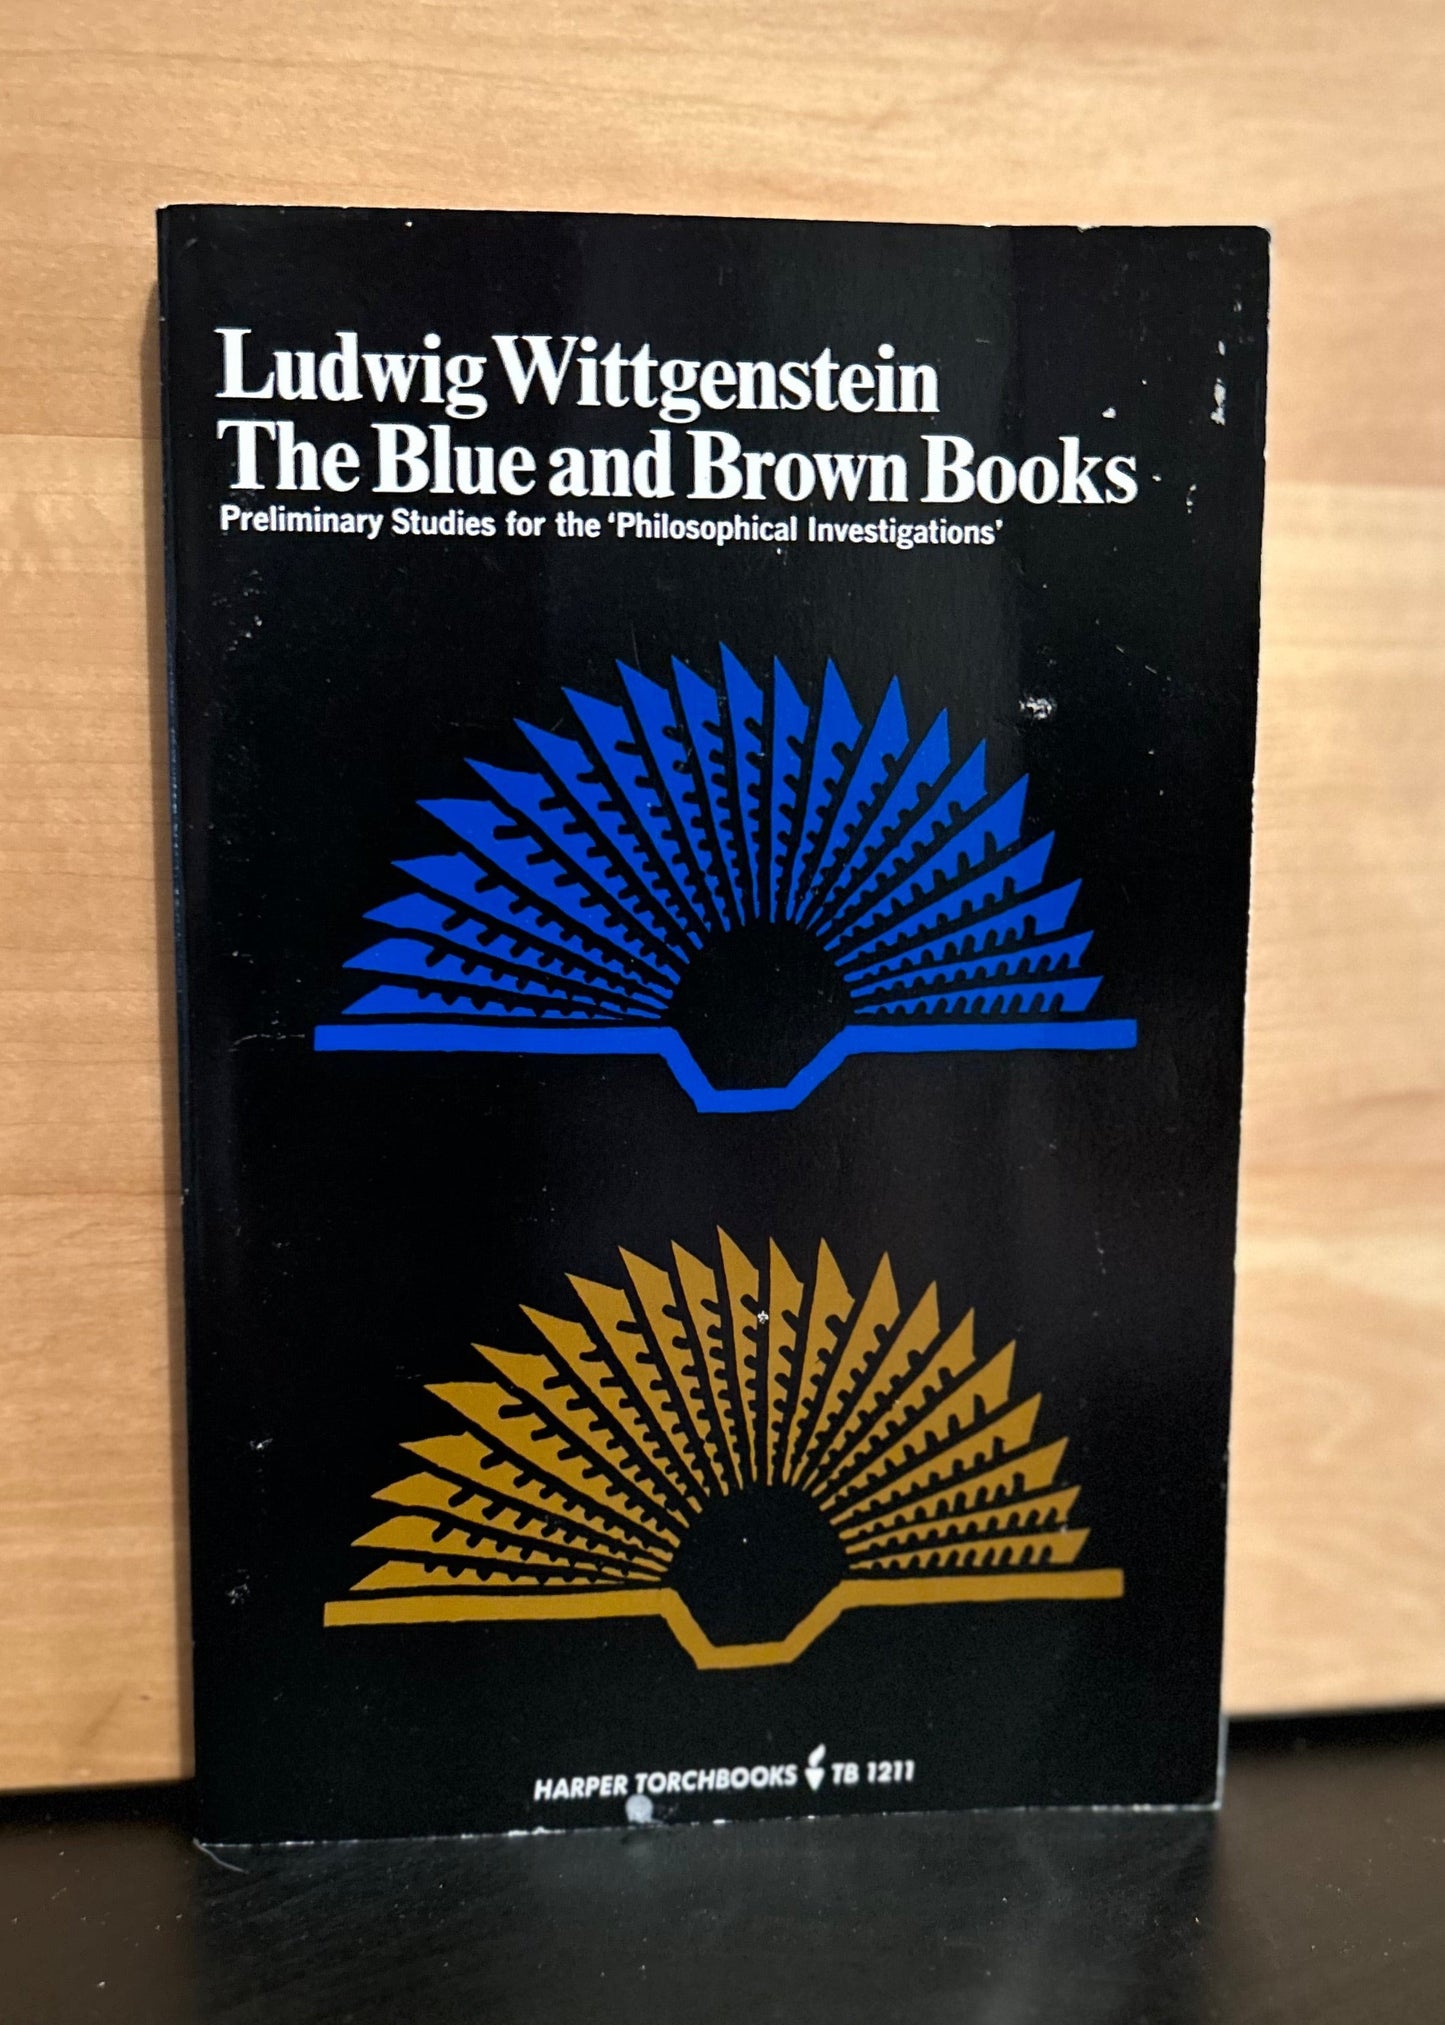 Ludwig Wittgenstein
The Blue and Brown Books
Preliminary Studies for the ‘Philosophical Investigations’
HARPER TORCHBOOKS TB 1211